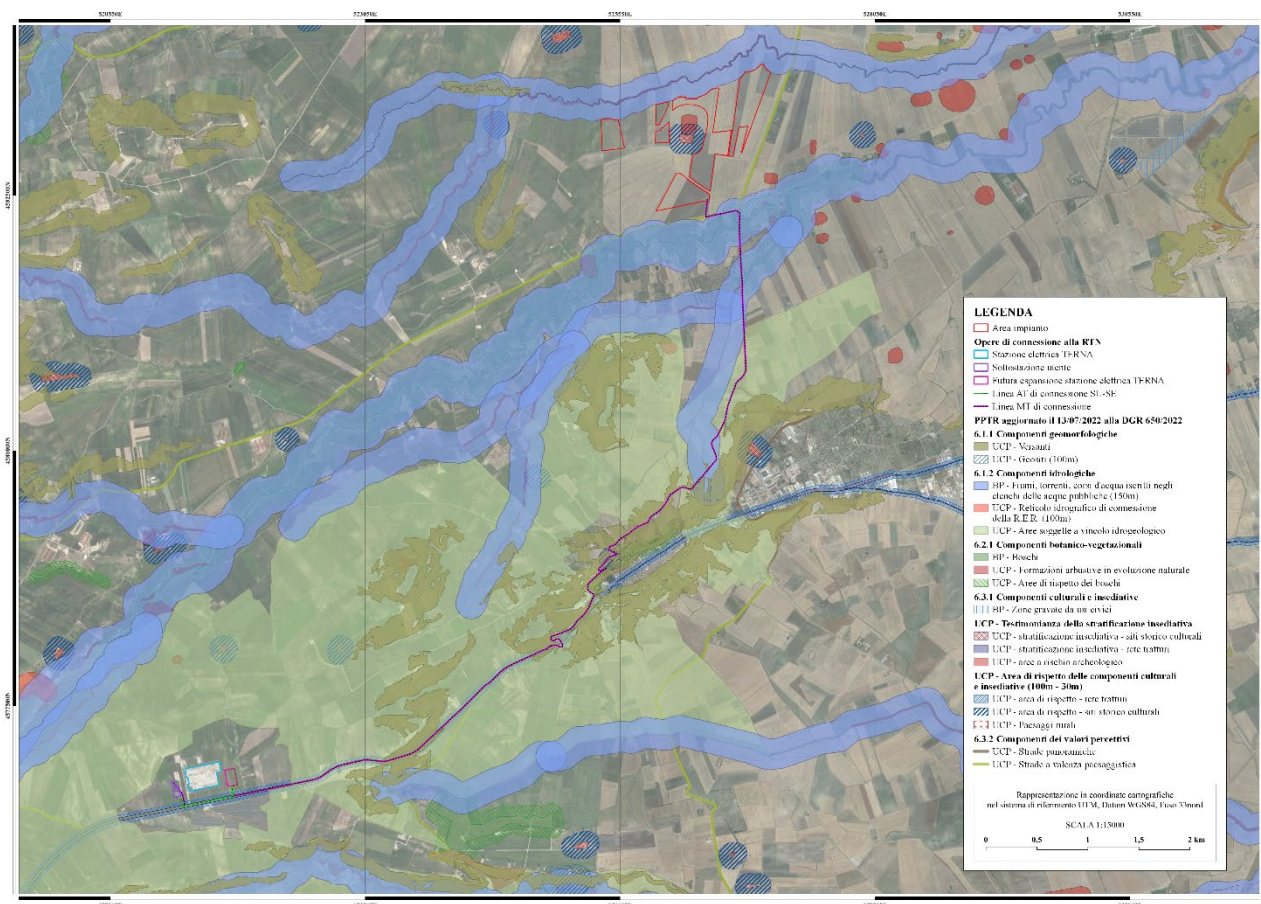 523050E
525550E
528050E
530550E
LEGENDA
Area impianto
Opere di connessione alla RTN
Stazione elettrica TERNA
Sottostazione utente
Futura espansione stazione elettrica TERNA
Linea AT di connessione SU-SE
Linea MT di connessione
PPTR aggiornato il 13/07/2022 alla DGR 650/2022
6.1.1 Componenti geomorfologiche
UCP - Versanti
UCP - Geositi (100m)
6.1.2 Componenti idrologiche
BP - Fiumi, torrenti, corsi d'acqua iscritti negli
elenchi delle acque pubbliche (150m)
UCP - Reticolo idrografico di connessione
della R.E.R. (100m)
UCP - Aree soggette a vincolo idrogeologico
6.2.1 Componenti botanico-vegetazionali
BP - Boschi
UCP - Formazioni arbustive in evoluzione naturale
UCP - Aree di rispetto dei boschi
6.3.1 Componenti culturali e insediative
BP - Zone gravate da usi civici
UCP - Testimonianza della stratificazione insediativa
UCP - stratificazione insediativa - siti storico culturali
UCP - stratificazione insediativa - rete tratturi
UCP - aree a rischio archeologico
UCP - Area di rispetto delle componenti culturali
e insediative (100m - 30m)
UCP - area di rispetto - rete tratturi
UCP - area di rispetto - siti storico culturali
UCP - Paesaggi rurali
6.3.2 Componenti dei valori percettivi
UCP - Strade panoramiche
UCP - Strade a valenza paesaggistica
Rappresentazione in coordinate cartografiche
nel sistema di riferimento UTM, Datum WGS84, Fuso 33nord
SCALA 1:15000
0 0,5 1 1,5 2 km